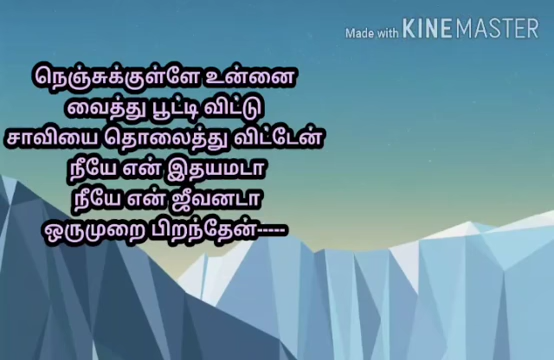 Made with KINEMASTER
நெஞ்சுக்குள்ளே உன்னை
வைத்து பூட்டி விட்டு
சாவியை தொலைத்து விட்டேன்
நீயே என் இதயமடா
நீயே என் ஜீவனடா
ஒருமுறை பிறந்தேன்-----